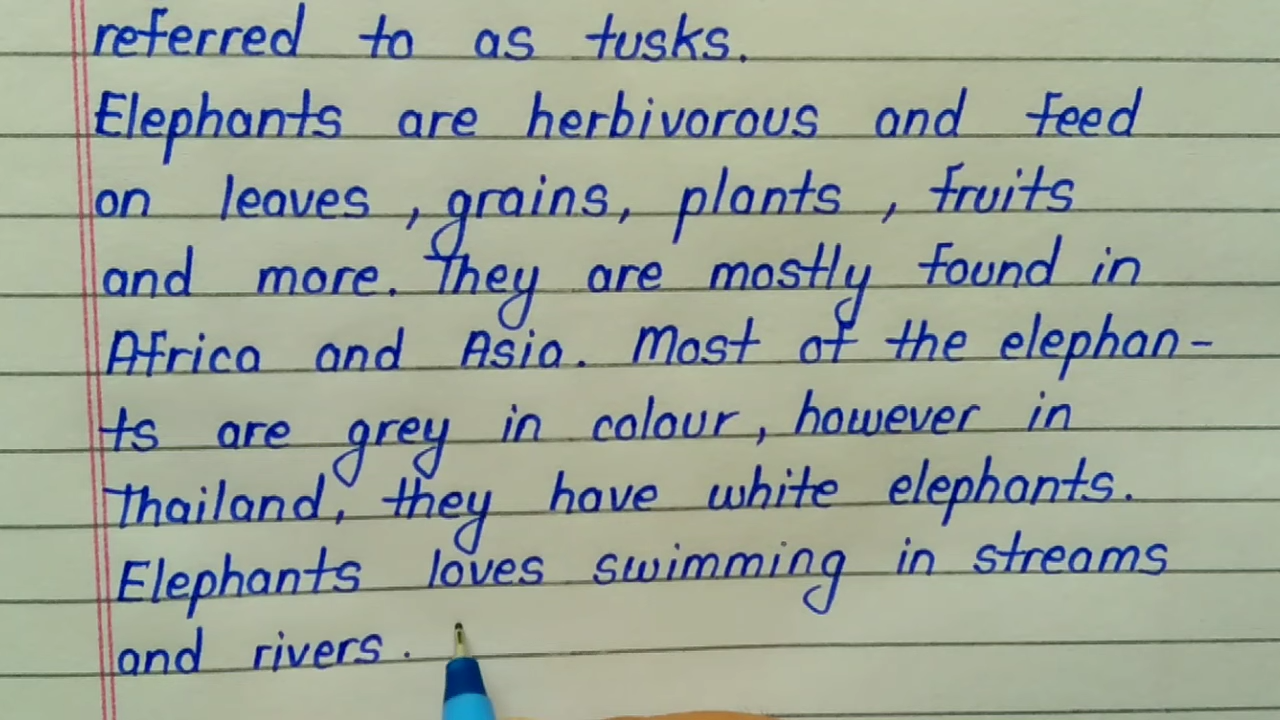 referred to as tusks.
Elephants are herbivorous and feed
on leaves , grains, plants , fruits
and more. They are mostly found in
Africa and Asia. Most of the elephan-
ts are grey in colour, however in
Thailand, they have white elephants.
Elephants loves swimming in streams
and rivers.